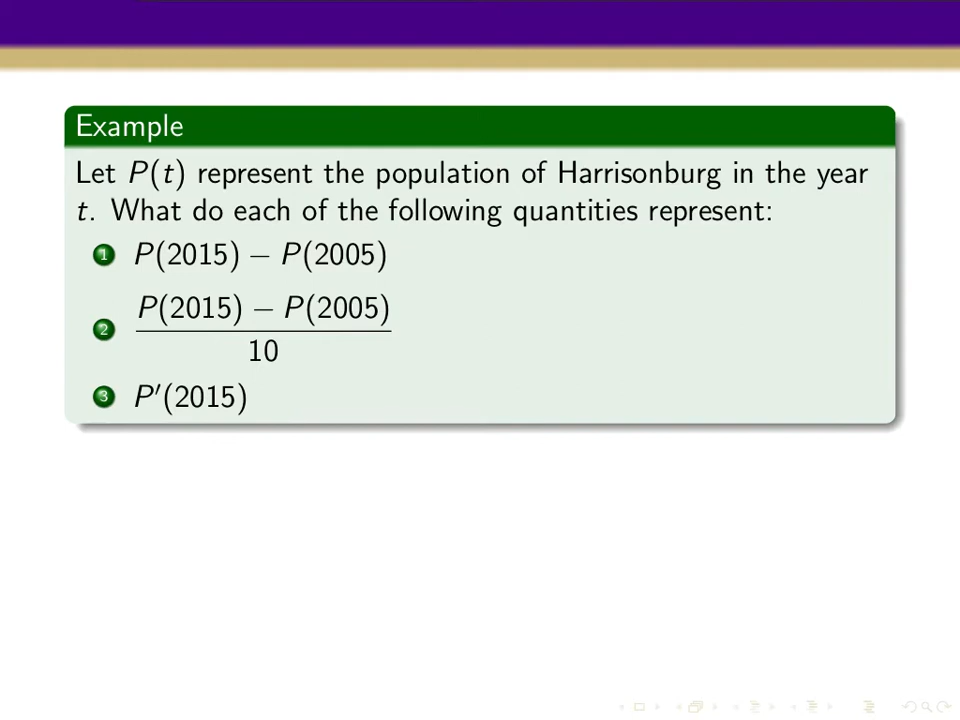 Example
Let P(t) represent the population of Harrisonburg in the year
t. What do each of the following quantities represent:
1 P(2015) − P(2005)
2 P(2015) − P(2005)
10
3 P′(2015)